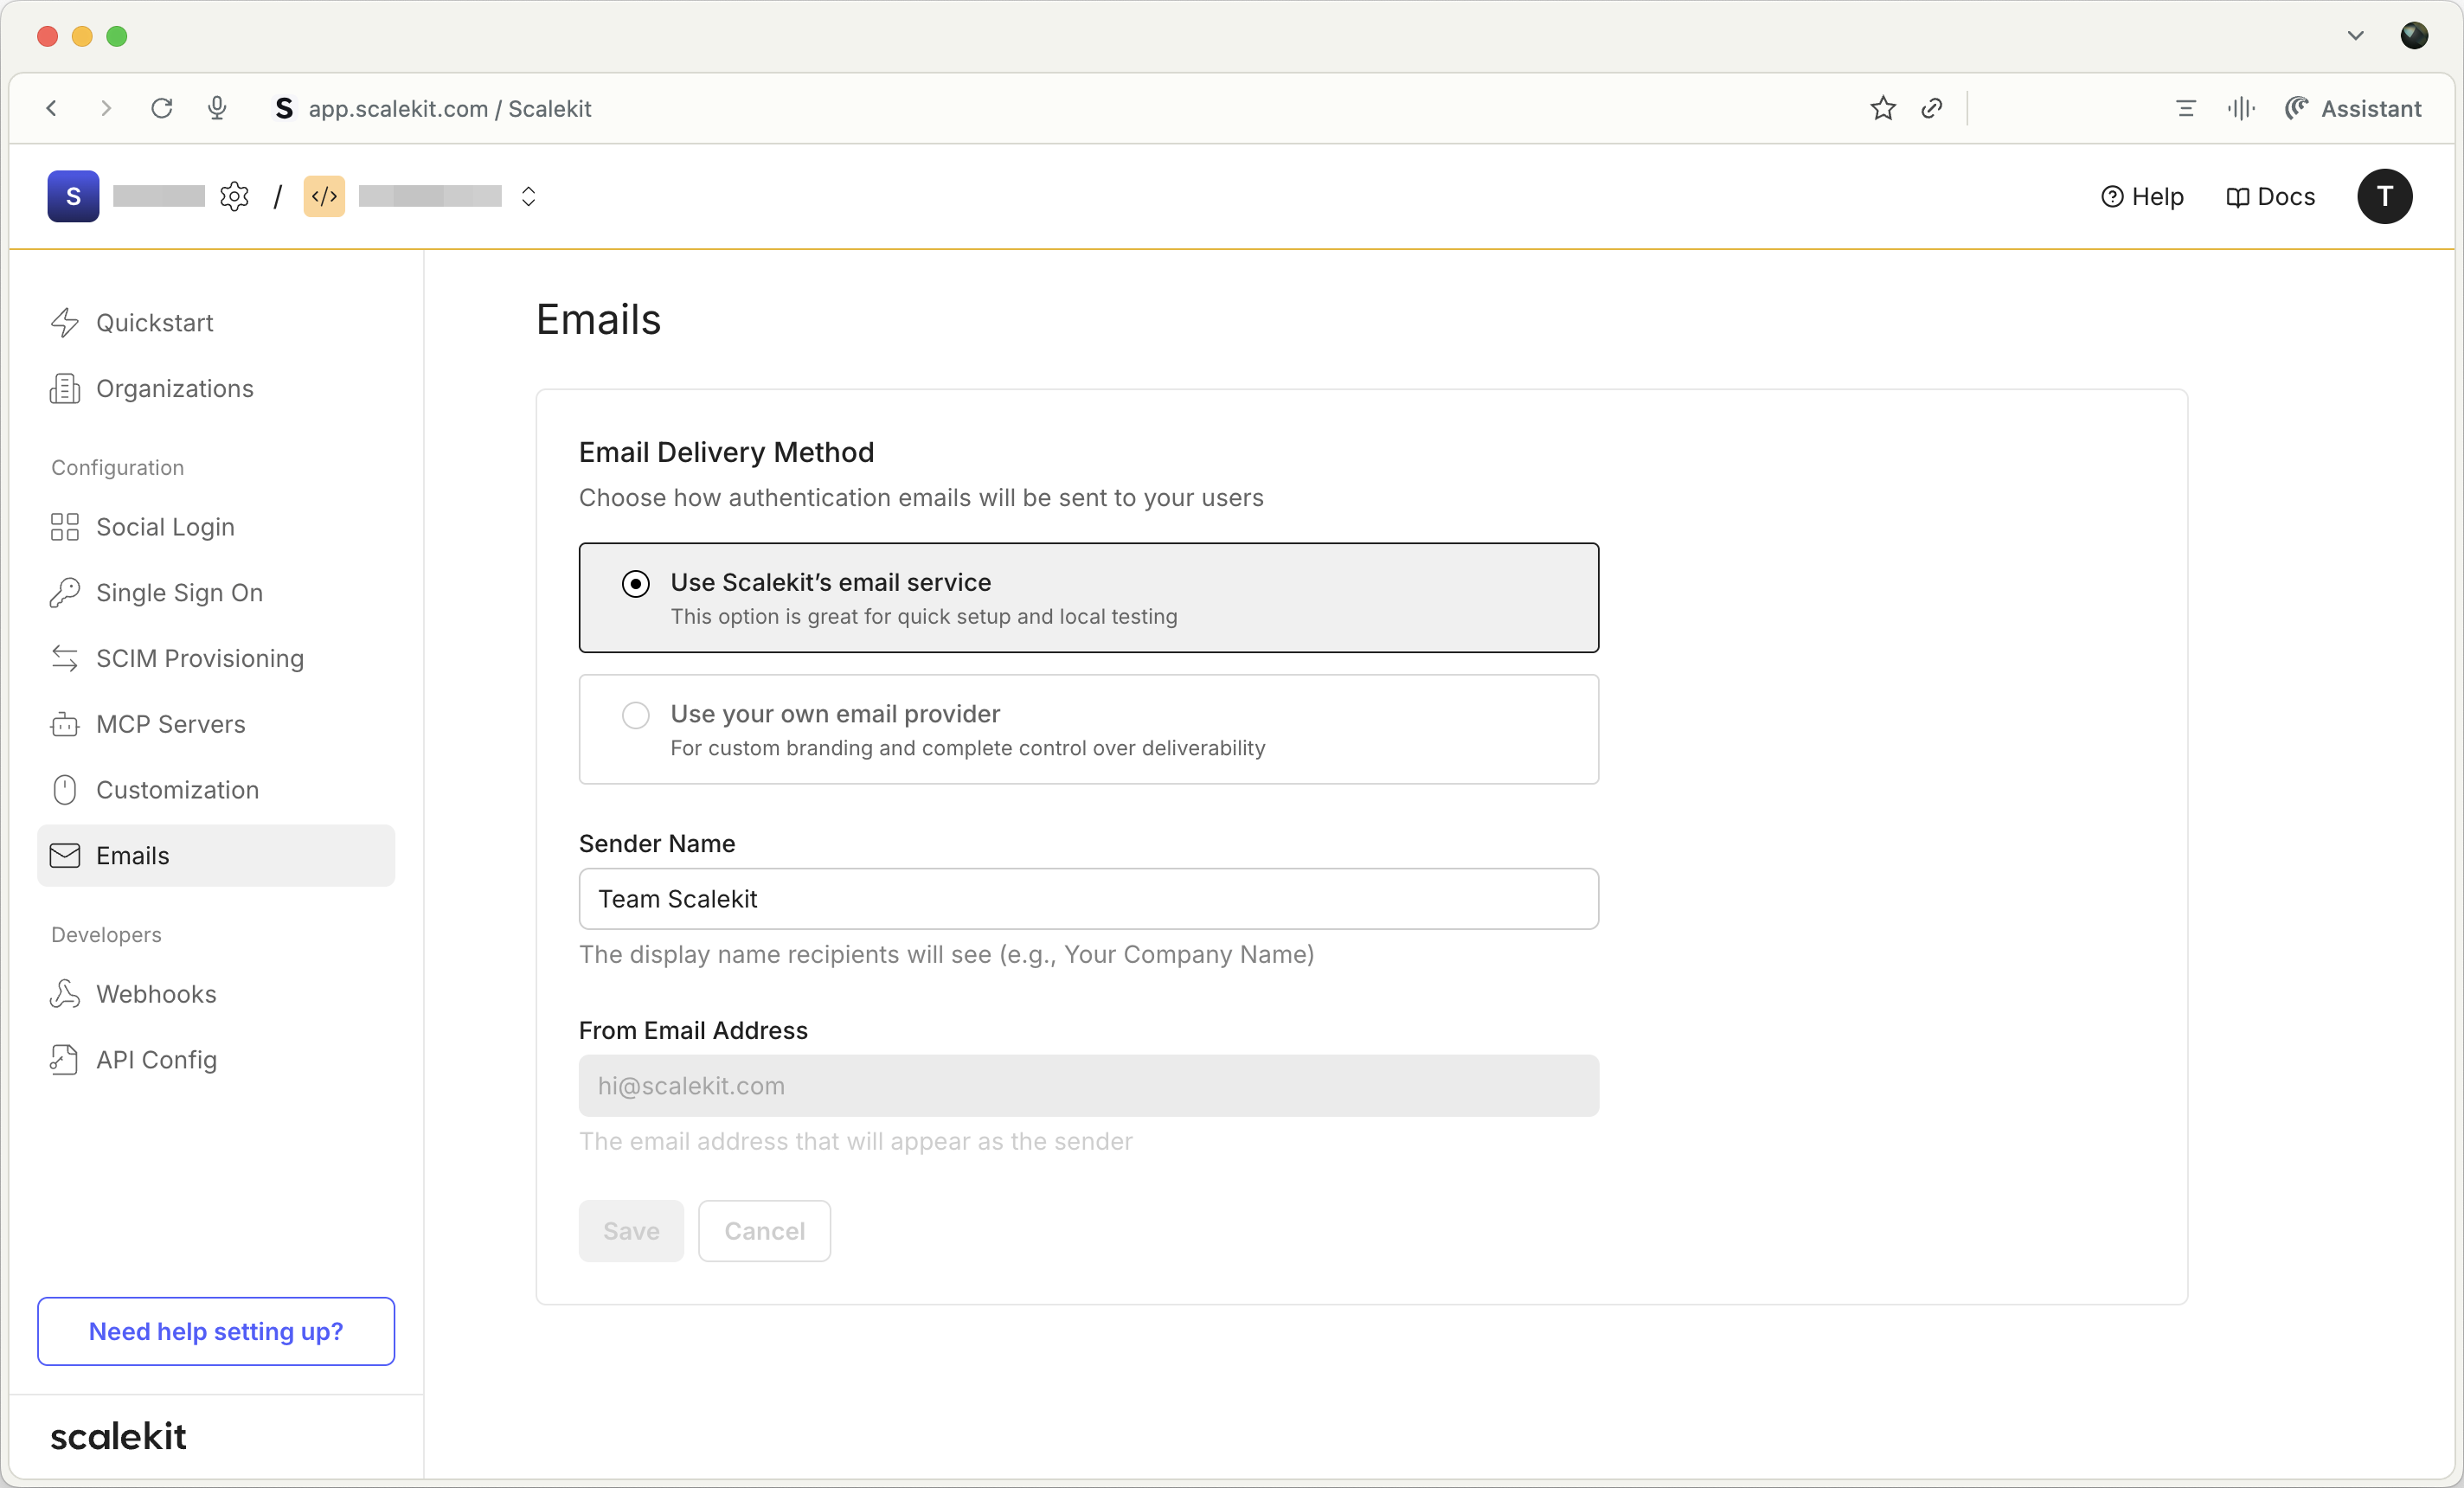 S app.scalekit.com / Scalekit
Assistant
S / </>
Help
Docs
T
Quickstart
Organizations
Configuration
Social Login
Single Sign On
SCIM Provisioning
MCP Servers
Customization
Emails
Developers
Webhooks
API Config
Need help setting up?
scalekit
Emails
Email Delivery Method
Choose how authentication emails will be sent to your users
Use Scalekit’s email service
This option is great for quick setup and local testing
Use your own email provider
For custom branding and complete control over deliverability
Sender Name
Team Scalekit
The display name recipients will see (e.g., Your Company Name)
From Email Address
hi@scalekit.com
The email address that will appear as the sender
Save
Cancel